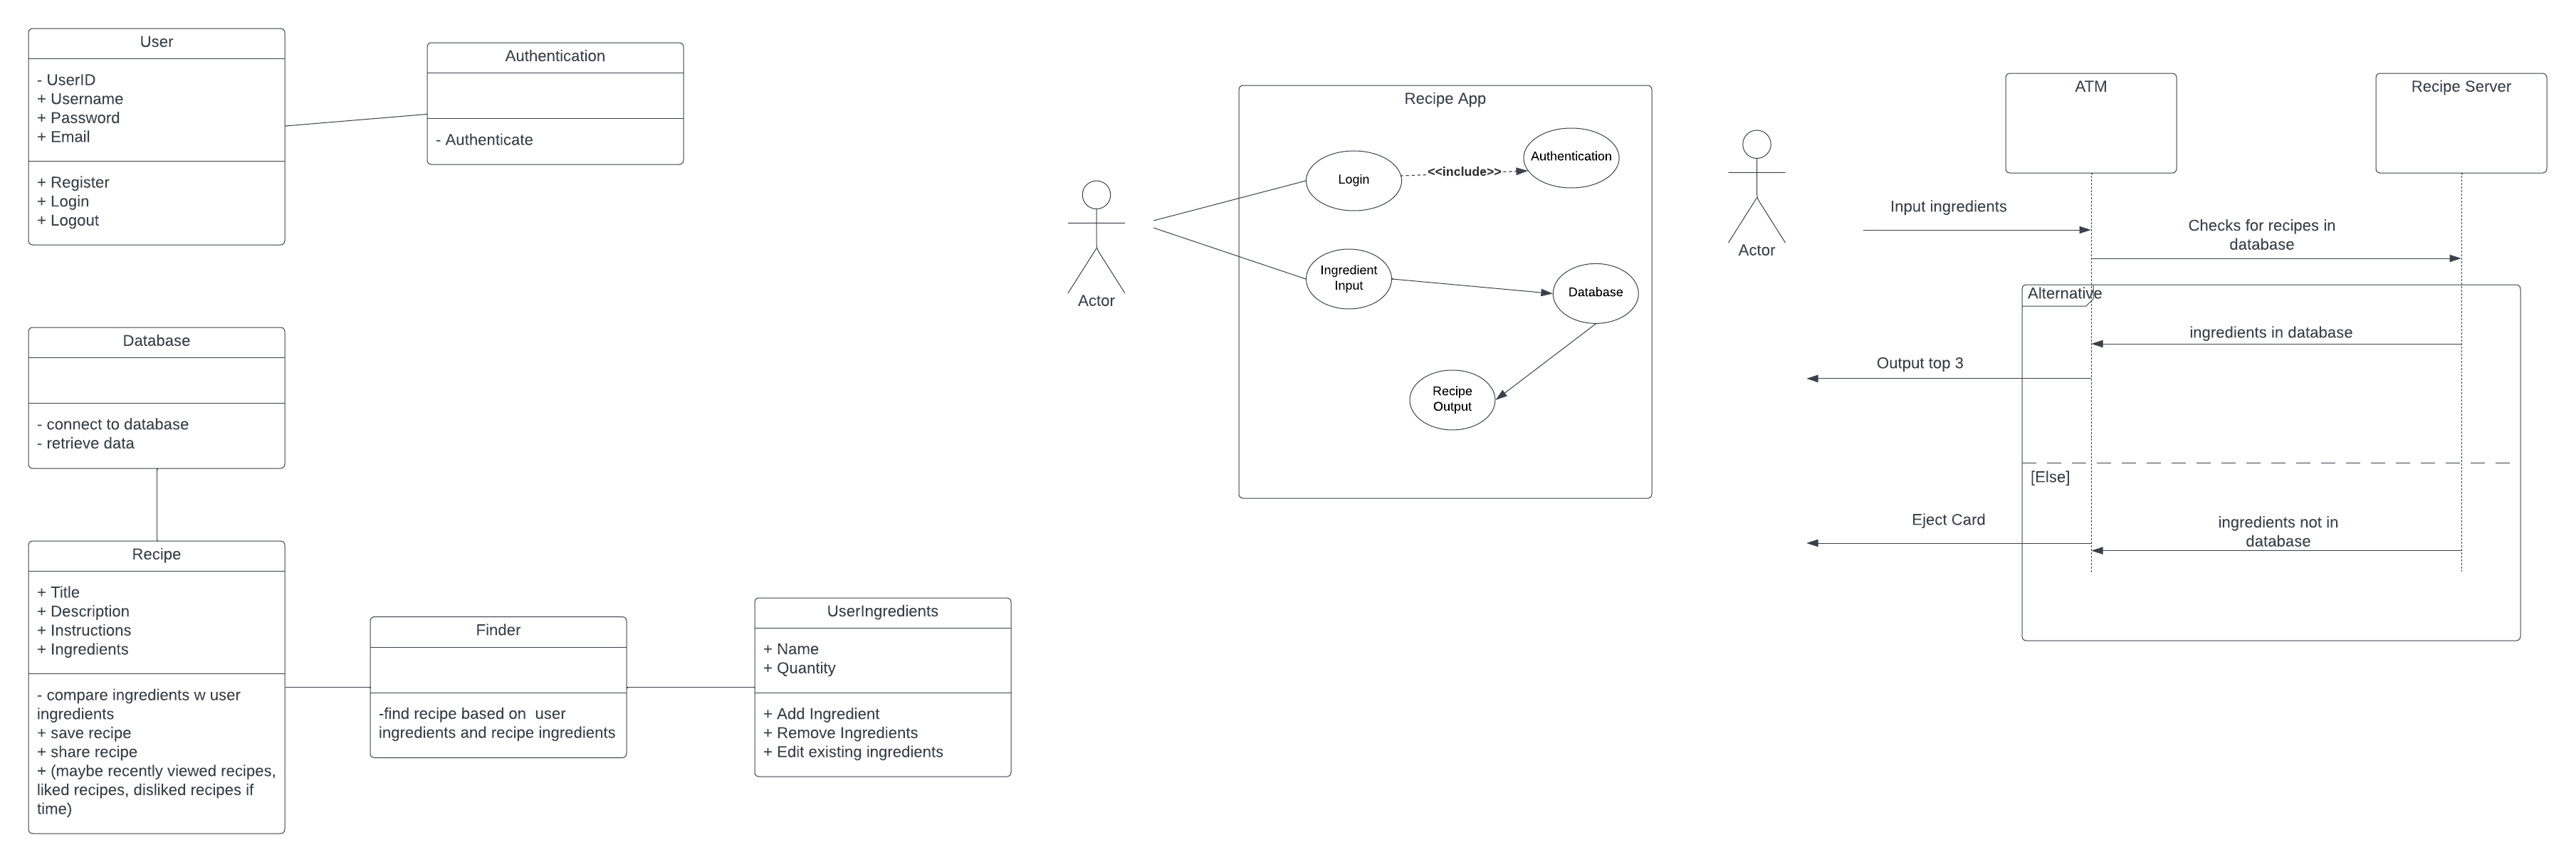 User
- UserID
+ Username
+ Password
+ Email
+ Register
+ Login
+ Logout
Authentication
- Authenticate
Database
- connect to database
- retrieve data
Recipe
+ Title
+ Description
+ Instructions
+ Ingredients
- compare ingredients w user
ingredients
+ save recipe
+ share recipe
+ (maybe recently viewed recipes,
liked recipes, disliked recipes if
time)
Finder
-find recipe based on  user
ingredients and recipe ingredients
UserIngredients
+ Name
+ Quantity
+ Add Ingredient
+ Remove Ingredients
+ Edit existing ingredients
Actor
Recipe App
Login
<<include>>
Authentication
Ingredient
Input
Database
Recipe
Output
Actor
ATM
Recipe Server
Input ingredients
Checks for recipes in
database
Alternative
ingredients in database
Output top 3
[Else]
Eject Card
ingredients not in
database